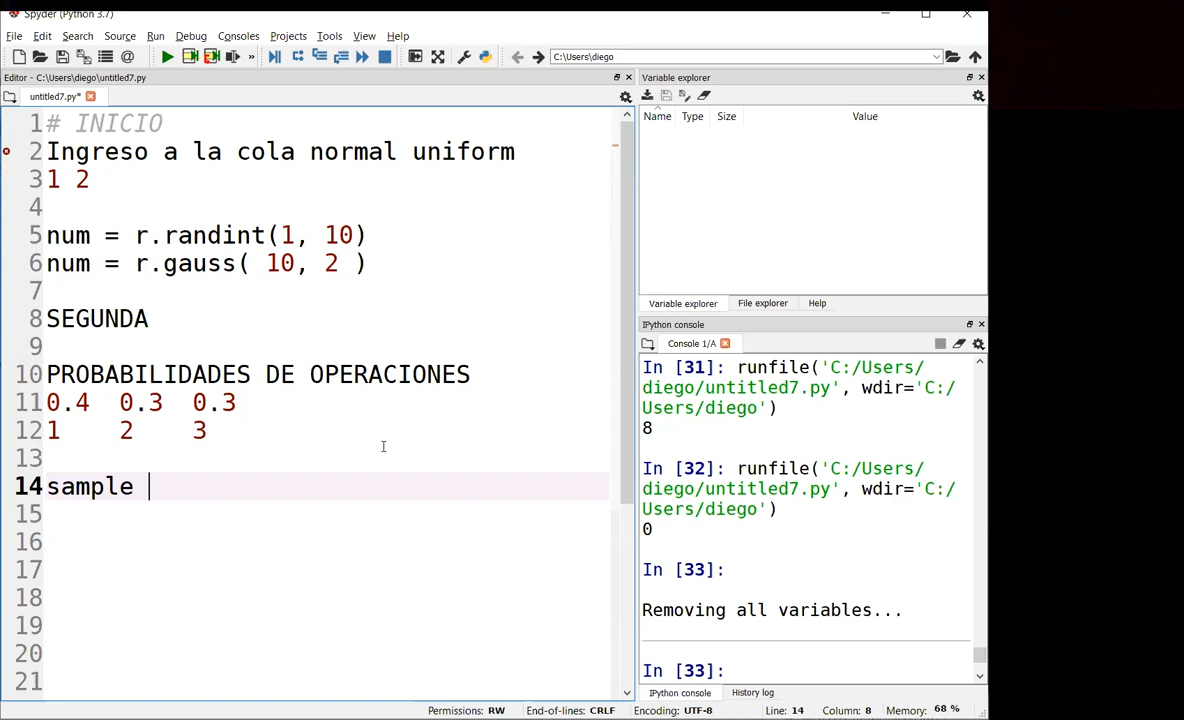 Spyder (Python 3.7)
File Edit Search Source Run Debug Consoles Projects Tools View Help
C:\Users\diego
Editor - C:\Users\diego\untitled7.py
untitled7.py*
1 # INICIO
2 Ingreso a la cola normal uniform
3 1 2
4
5 num = r.randint(1, 10)
6 num = r.gauss( 10, 2 )
7
8 SEGUNDA
9
10 PROBABILIDADES DE OPERACIONES
11 0.4 0.3 0.3
12 1 2 3
13
14 sample
15
16
17
18
19
20
21
Variable explorer
Name Type Size Value
Variable explorer File explorer Help
IPython console
Console 1/A
In [31]: runfile('C:/Users/
diego/untitled7.py', wdir='C:/
Users/diego')
8
In [32]: runfile('C:/Users/
diego/untitled7.py', wdir='C:/
Users/diego')
0
In [33]:
Removing all variables...
In [33]:
IPython console History log
Permissions: RW End-of-lines: CRLF Encoding: UTF-8 Line: 14 Column: 8 Memory: 68 %